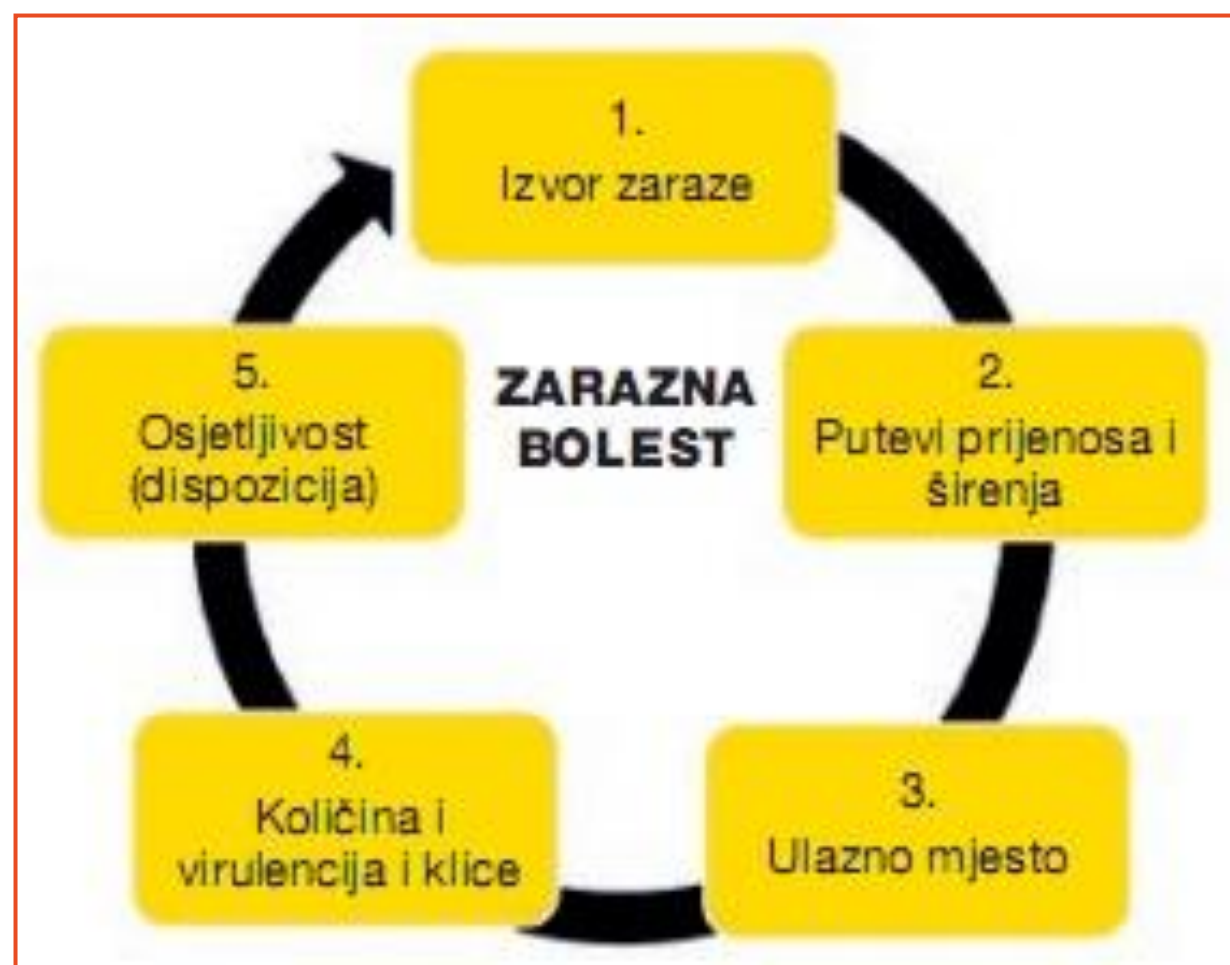 1.
Izvor zaraze
ZARAZNA
BOLEST
2.
Putevi prijenosa i
širenja
3.
Ulazno mjesto
4.
Količina i
virulencija i klice
5.
Osjetljivost
(dispozicija)